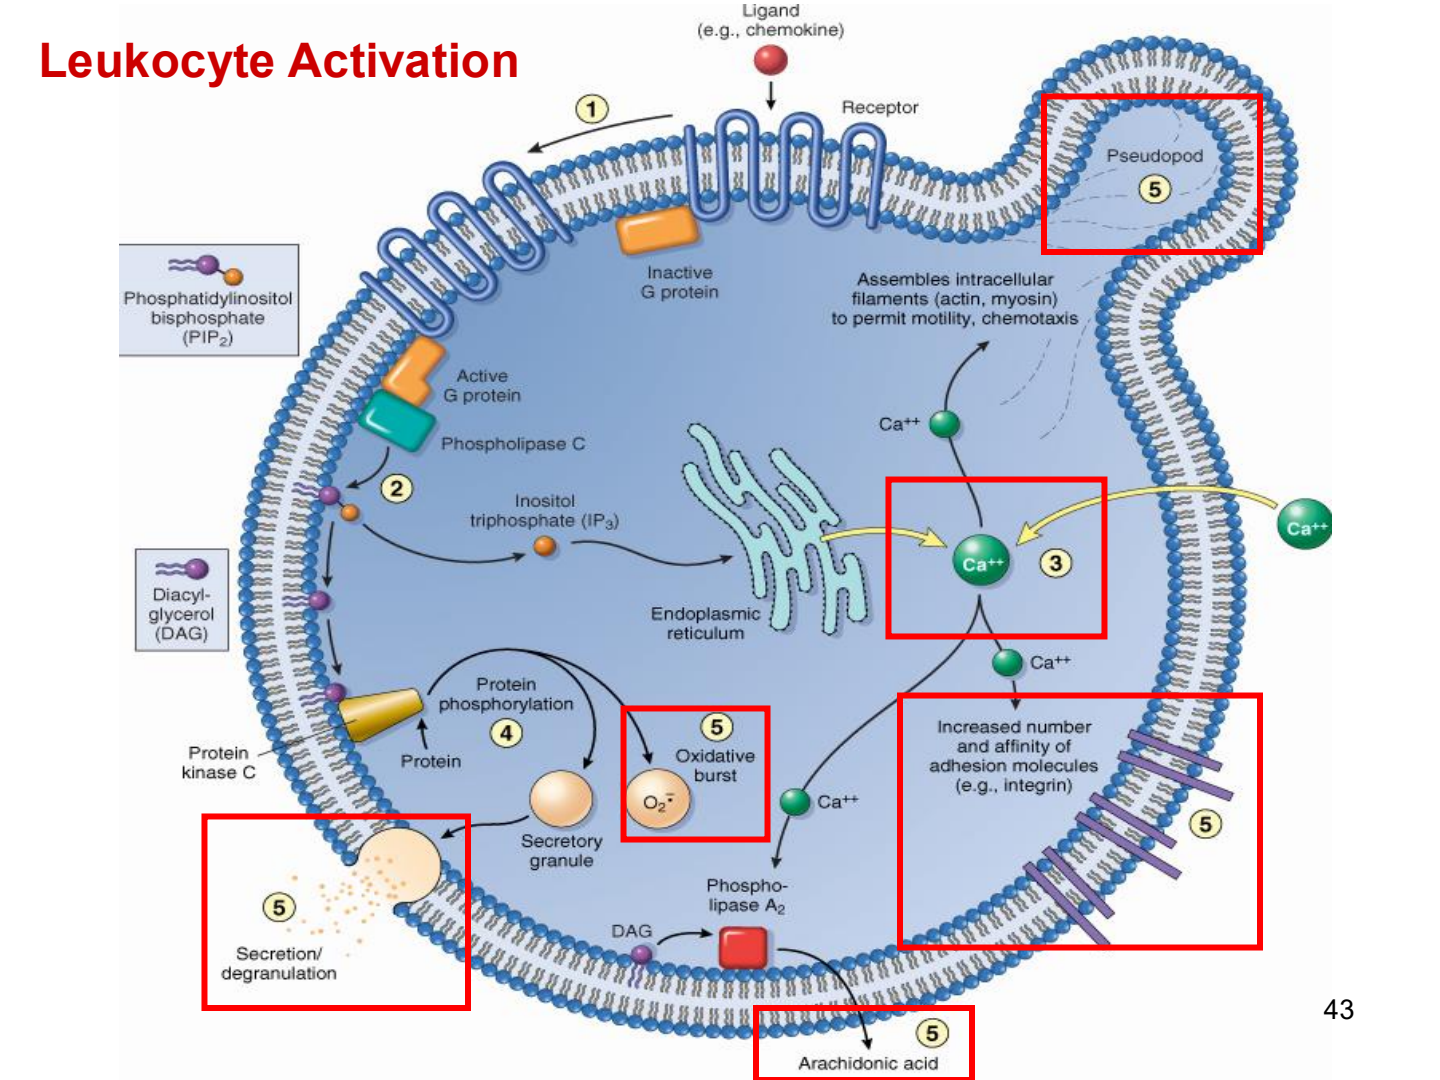 Leukocyte Activation
Ligand
(e.g., chemokine)
1
Receptor
Pseudopod
5
Phosphatidylinositol
bisphosphate
(PIP2)
Inactive
G protein
Assembles intracellular
filaments (actin, myosin)
to permit motility, chemotaxis
Active
G protein
Phospholipase C
Ca++
2
Inositol
triphosphate (IP3)
Ca++
Ca++
3
Diacyl-
glycerol
(DAG)
Endoplasmic
reticulum
Ca++
Protein
phosphorylation
4
Protein
kinase C
Protein
5
Oxidative
burst
O2•̄
Increased number
and affinity of
adhesion molecules
(e.g., integrin)
5
Ca++
Secretory
granule
5
Secretion/
degranulation
Phospho-
lipase A2
DAG
5
Arachidonic acid
43